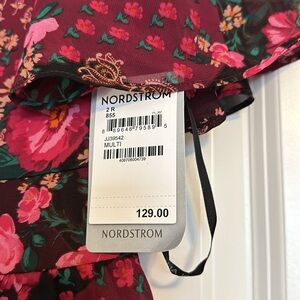 NORDSTROM
2 R
855
JJ39542
MULTI
129.00
NORDSTROM